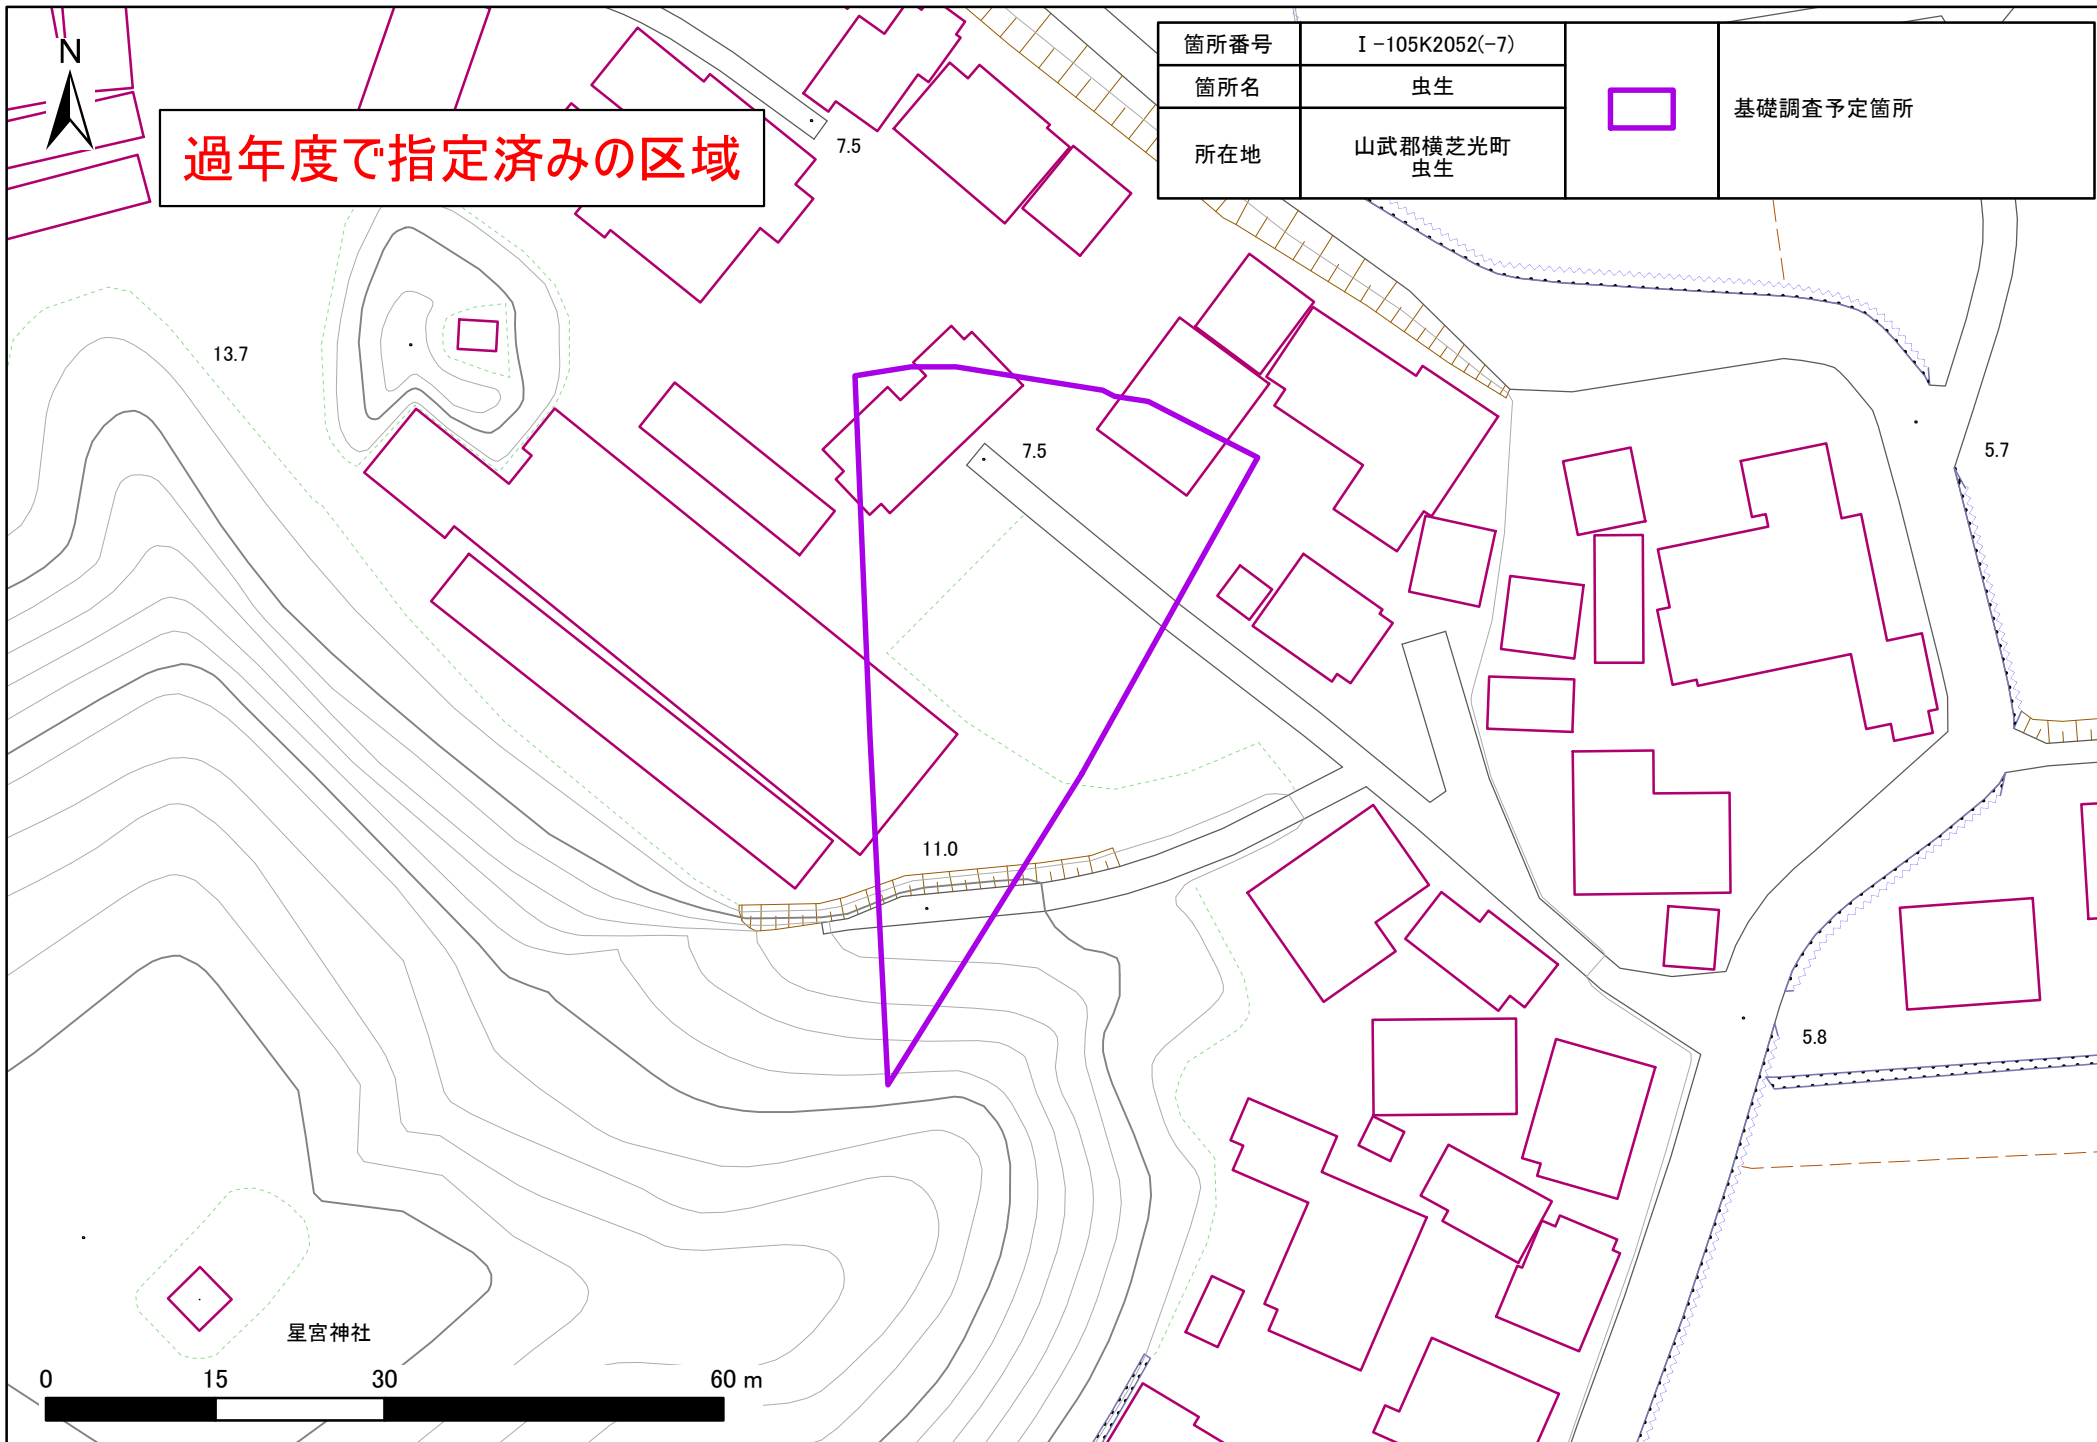 N
過年度で指定済みの区域
箇所番号
Ⅰ-105K2052(-7)
箇所名
虫生
所在地
山武郡横芝光町
虫生
基礎調査予定箇所
7.5
13.7
7.5
5.7
11.0
5.8
星宮神社
0 15 30 60 m